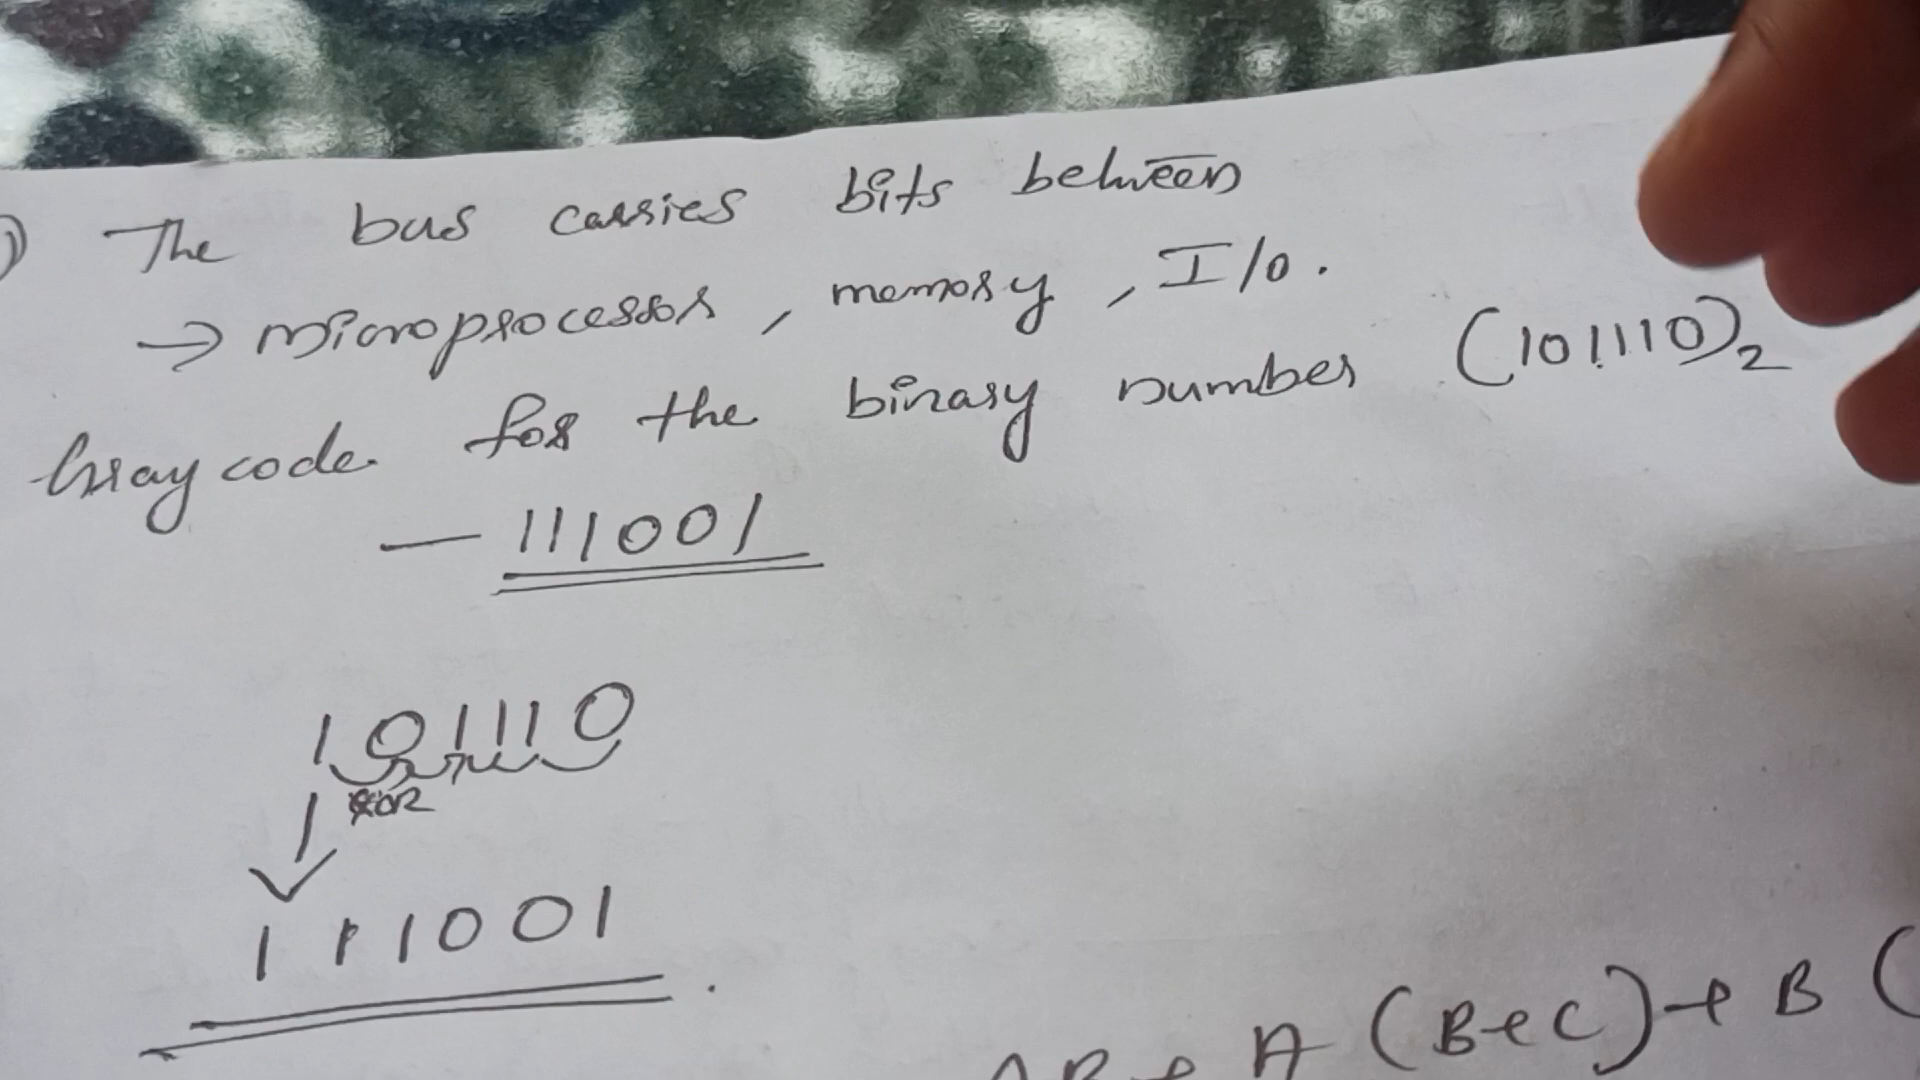 ) The bus carries bits between
→ microprocessor, memory, I/O.
Gray code for the binary number (101110)2
— 111001
101110
XOR
111001.
AB + A (B+C) + B (